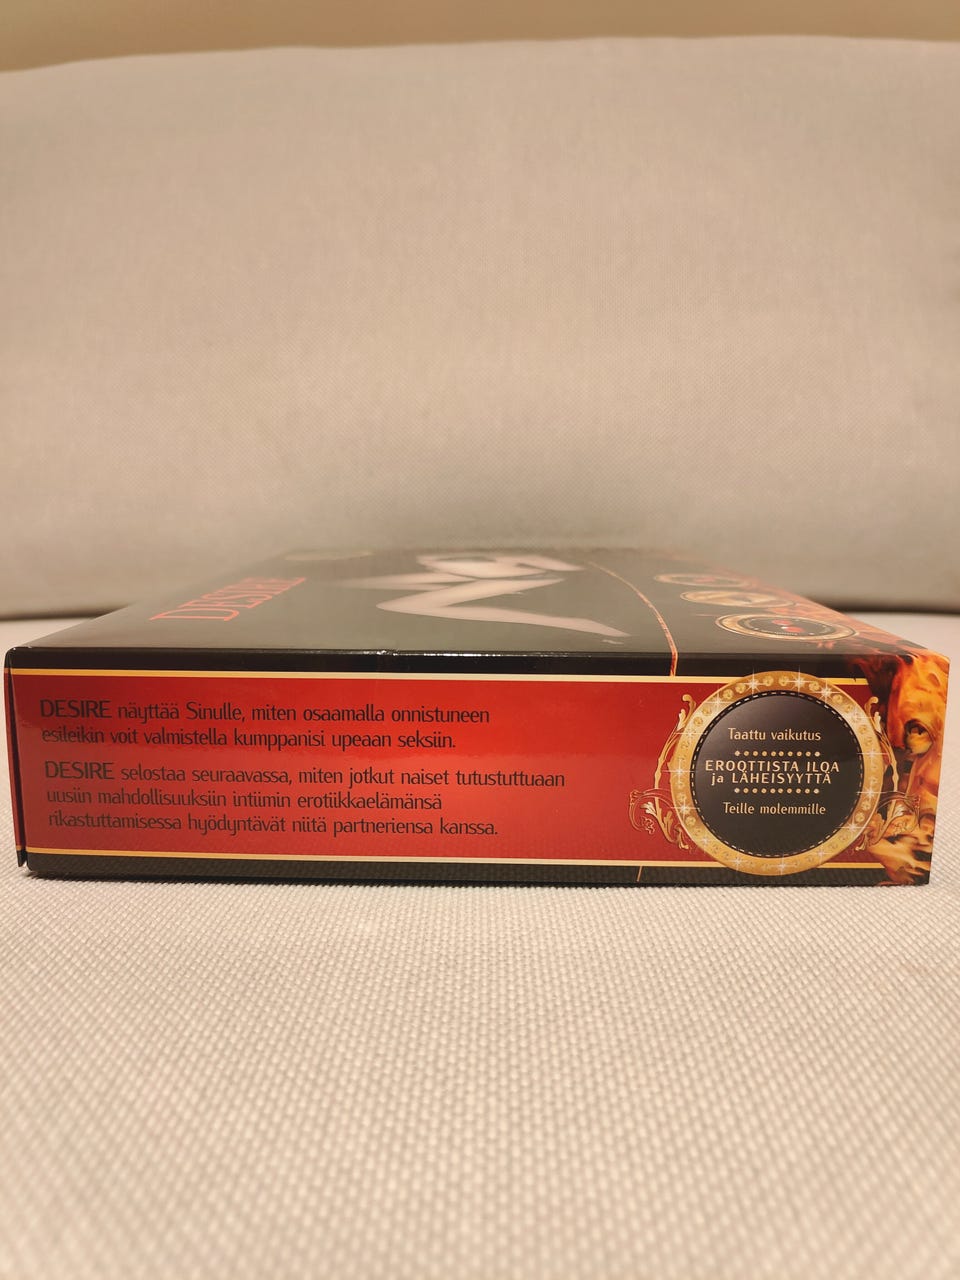 DESIRE
DESIRE näyttää Sinulle, miten osaamalla onnistuneen
esileikin voit valmistella kumppanisi upeaan seksiin.
DESIRE selostaa seuraavassa, miten jotkut naiset tutustuttuaan
uusiin mahdollisuuksiin intiimin erotiikkaelämänsä
rikastuttamisessa hyödyntävät niitä partneriensa kanssa.
Taattu vaikutus
EROOTTISTA ILOA
ja LÄHEISYYTTÄ
Teille molemmille